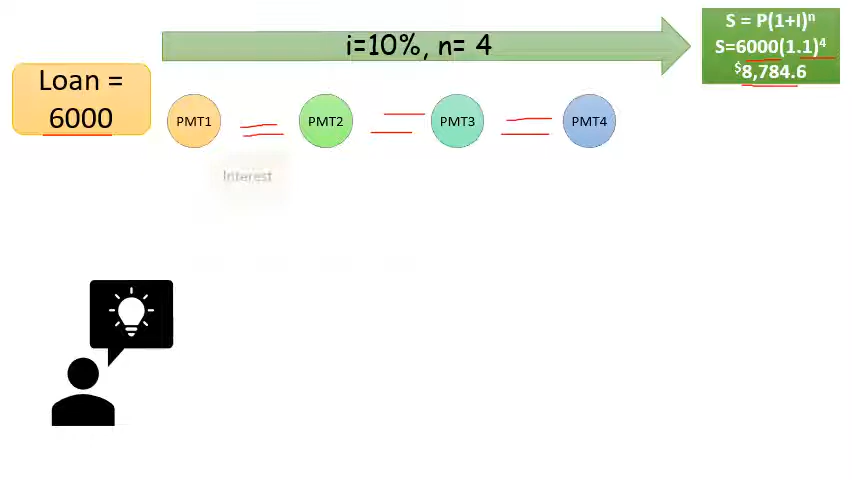 i=10%, n= 4
S = P(1+I)ⁿ
S=6000(1.1)⁴
$8,784.6
Loan =
6000
PMT1
PMT2
PMT3
PMT4
Interest